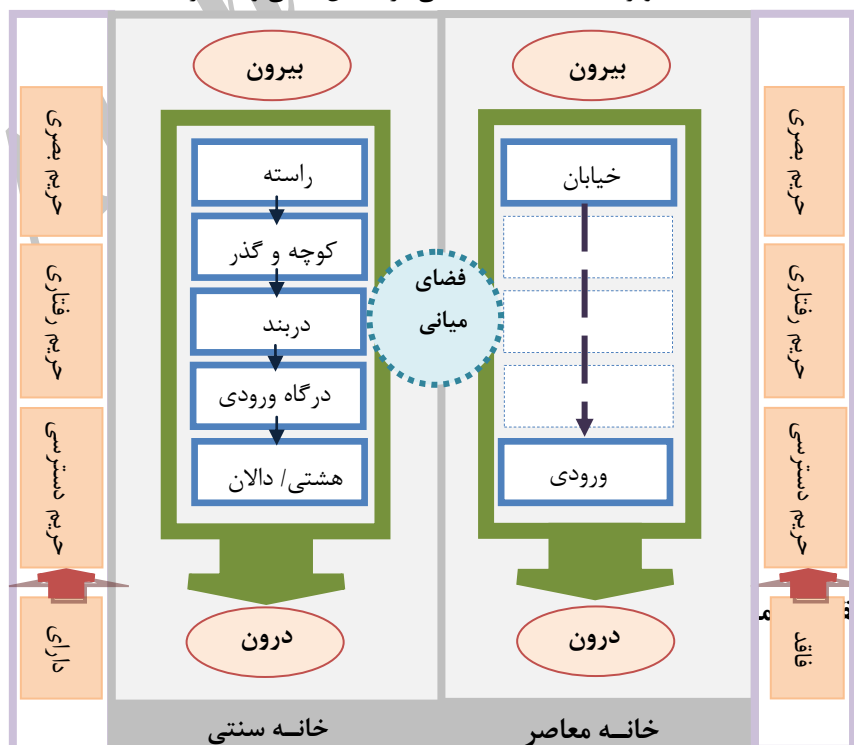 بیرون
بیرون
خیابان
ورودی
درون
خانــه معاصر
راسته
کوچه و گذر
دربند
درگاه ورودی
هشتی/ دالان
درون
خانــه سنتی
فضای
میانی
حریم بصری
حریم رفتاری
حریم دسترسی
فاقد
حریم بصری
حریم رفتاری
حریم دسترسی
دارای